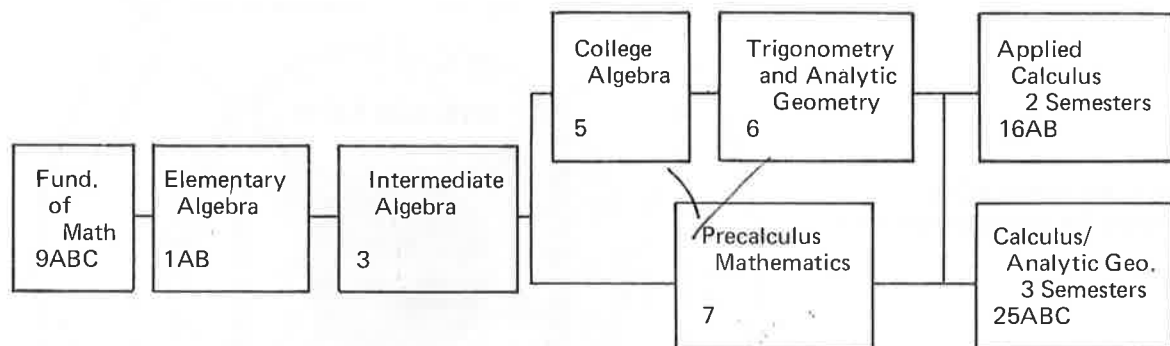 Fund.
of
Math
9ABC
Elementary
Algebra
1AB
Intermediate
Algebra
3
College
Algebra
5
Trigonometry
and Analytic
Geometry
6
Precalculus
Mathematics
7
Applied
Calculus
2 Semesters
16AB
Calculus/
Analytic Geo.
3 Semesters
25ABC